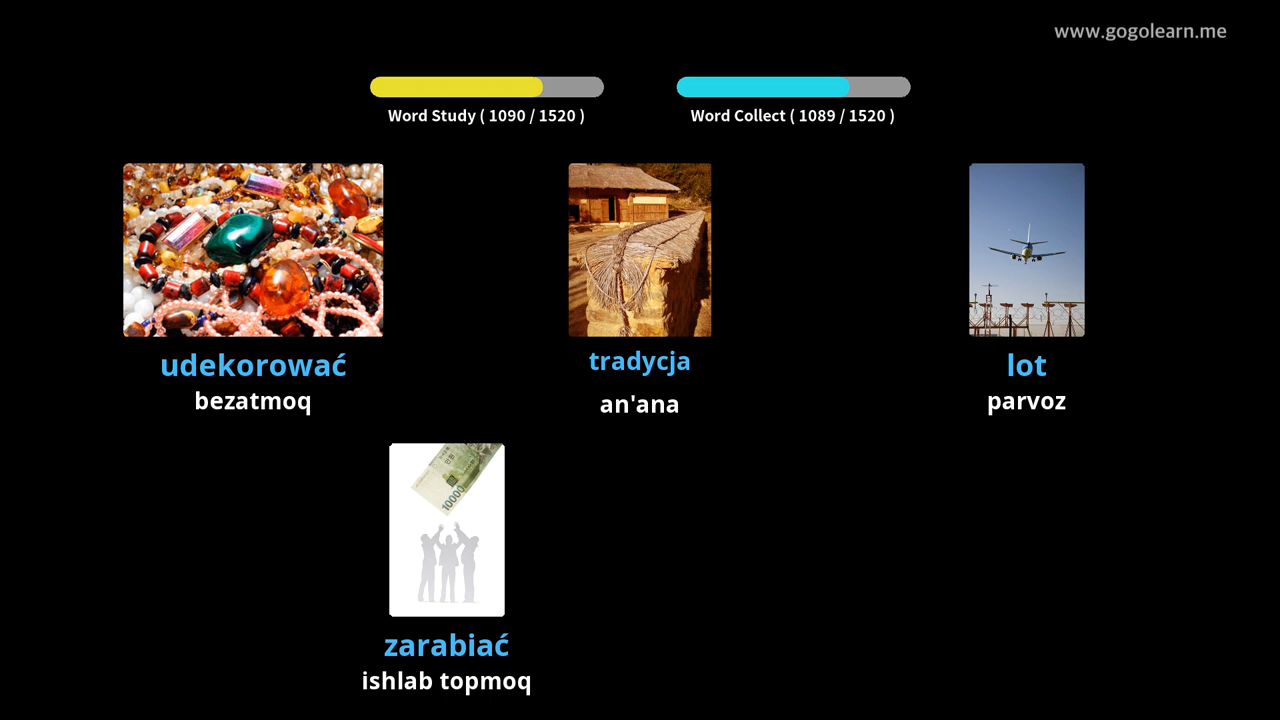 www.gogolearn.me
Word Study ( 1090 / 1520 )
Word Collect ( 1089 / 1520 )
udekorować
bezatmoq
tradycja
an'ana
lot
parvoz
10000
zarabiać
ishlab topmoq